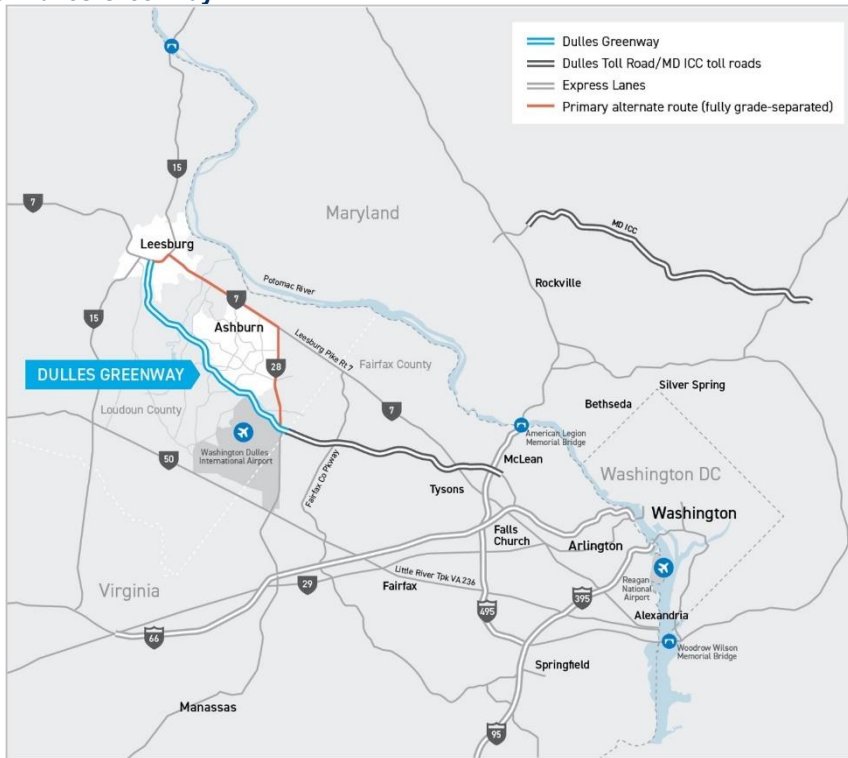 Dulles Greenway
Dulles Toll Road/MD ICC toll roads
Express Lanes
Primary alternate route (fully grade-separated)
15
7
Maryland
MD ICC
Leesburg
Potomac River
Rockville
7
15
Ashburn
Leesburg Pike Rt 7
28
Fairfax County
DULLES GREENWAY
Silver Spring
Loudoun County
7
Bethseda
Washington Dulles
International Airport
American Legion
Memorial Bridge
50
McLean
Fairfax Co Pkway
Washington DC
Tysons
Washington
Falls
Church
Arlington
Little River Tpk VA 236
Virginia
29
Fairfax
Reagan
National
Airport
395
495
Alexandria
66
Woodrow Wilson
Memorial Bridge
Springfield
Manassas
95